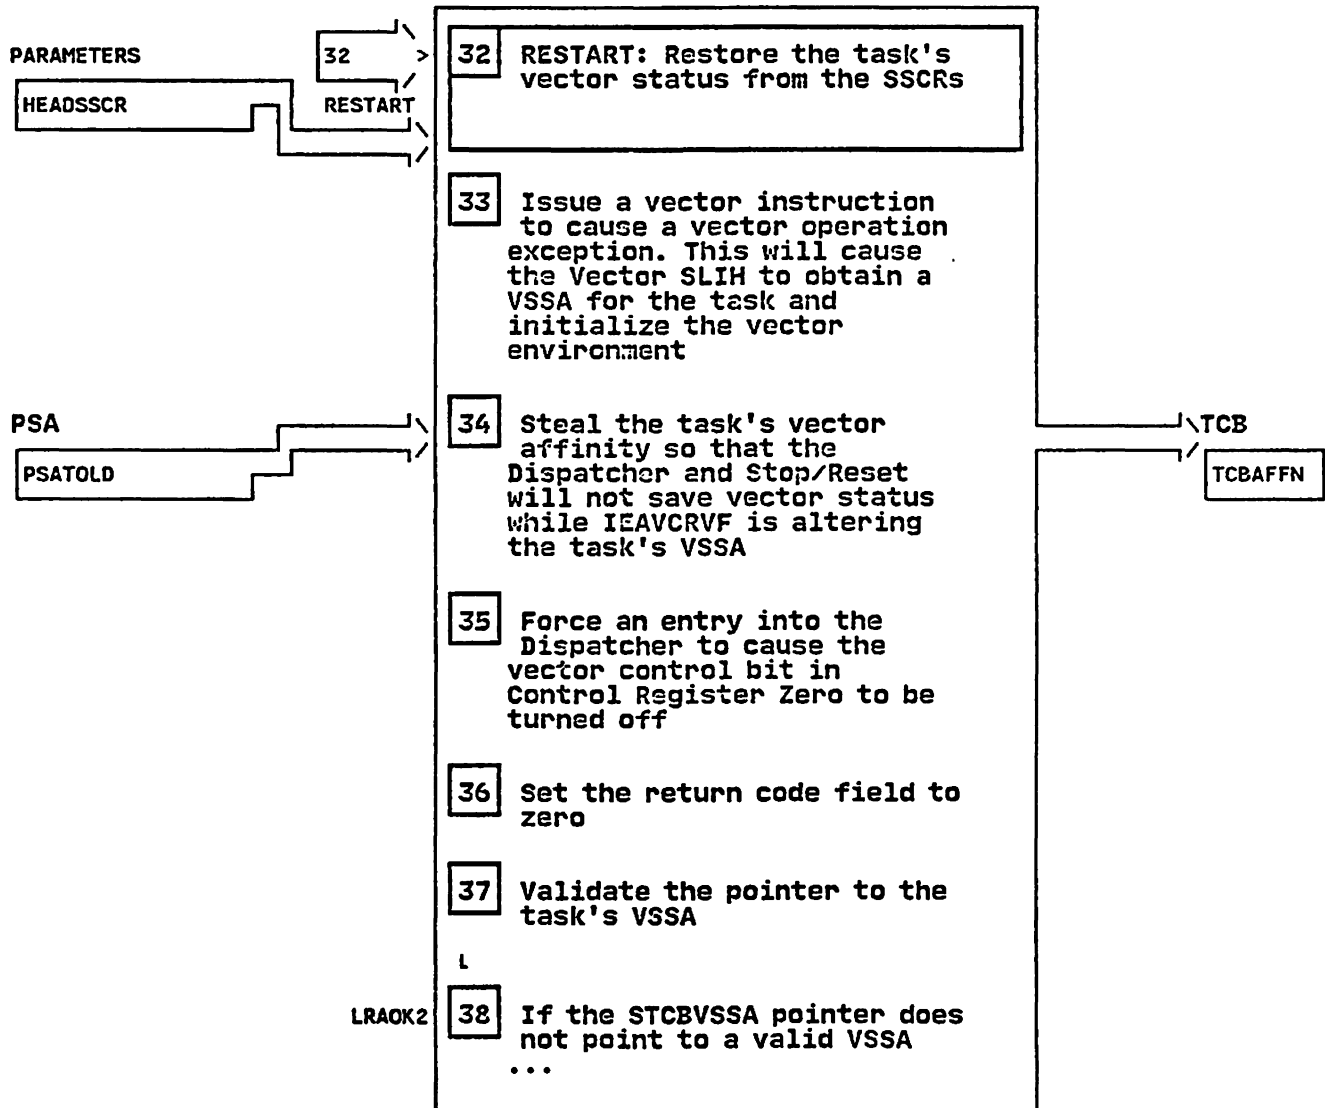 PARAMETERS
HEADSSCR
32
>
RESTART
32 RESTART: Restore the task's
vector status from the SSCRs
33 Issue a vector instruction
to cause a vector operation
exception. This will cause
the Vector SLIH to obtain a
VSSA for the task and
initialize the vector
environment
PSA
PSATOLD
34 Steal the task's vector
affinity so that the
Dispatcher and Stop/Reset
will not save vector status
while IEAVCRVF is altering
the task's VSSA
TCB
TCBAFFN
35 Force an entry into the
Dispatcher to cause the
vector control bit in
Control Register Zero to be
turned off
36 Set the return code field to
zero
37 Validate the pointer to the
task's VSSA
L
LRAOK2
38 If the STCBVSSA pointer does
not point to a valid VSSA
...